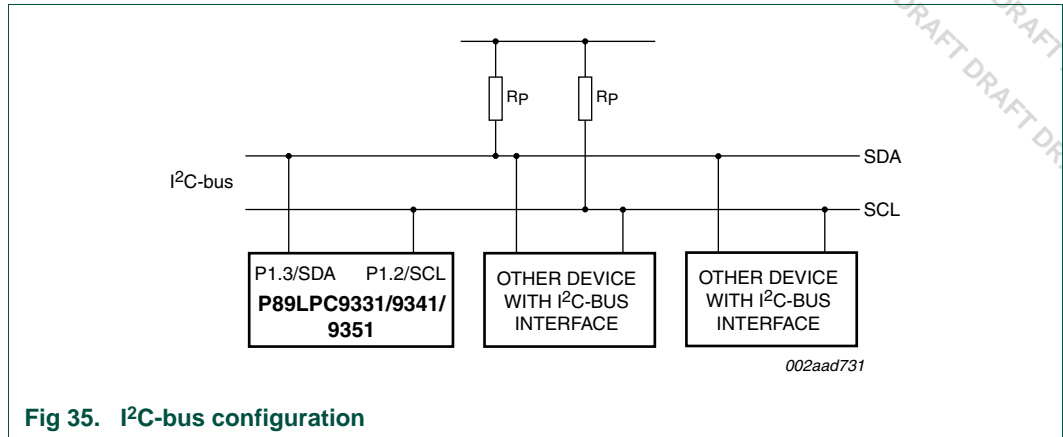 DRAFT DRAFT
DRAFT DRAFT
RP
RP
SDA
I2C-bus
SCL
P1.3/SDA P1.2/SCL
P89LPC9331/9341/
9351
OTHER DEVICE
WITH I2C-BUS
INTERFACE
OTHER DEVICE
WITH I2C-BUS
INTERFACE
002aad731
Fig 35. I2C-bus configuration